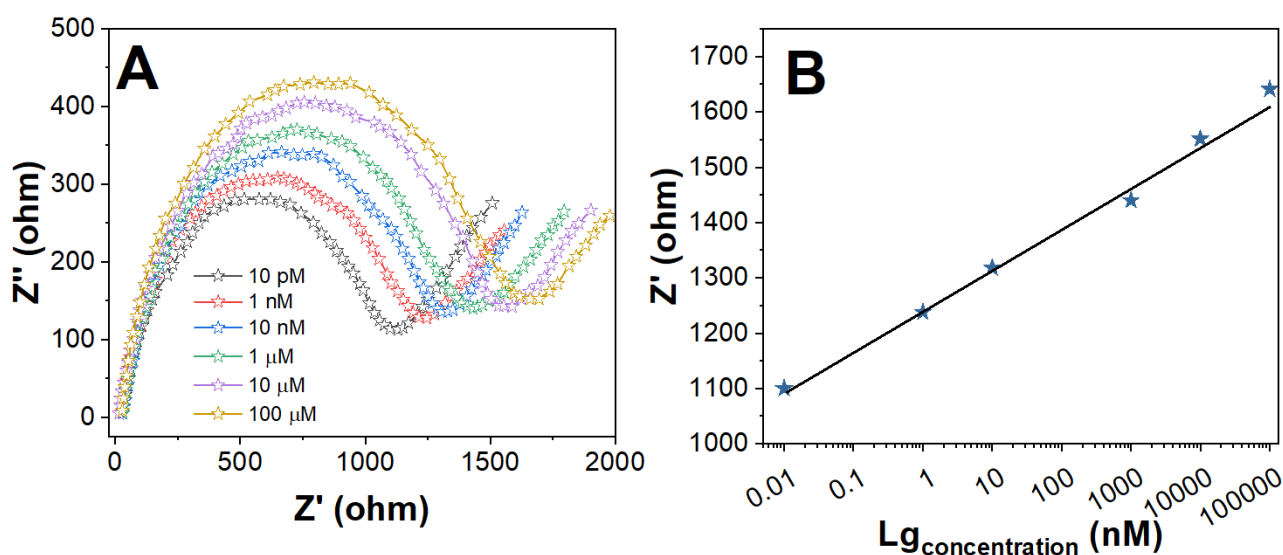 A
500
400
300
200
100
0
Z'' (ohm)
10 pM
1 nM
10 nM
1 μM
10 μM
100 μM
0
500
1000
1500
2000
Z' (ohm)
B
1700
1600
1500
1400
1300
1200
1100
1000
Z' (ohm)
0.01
0.1
1
10
100
1000
10000
100000
Lgconcentration (nM)